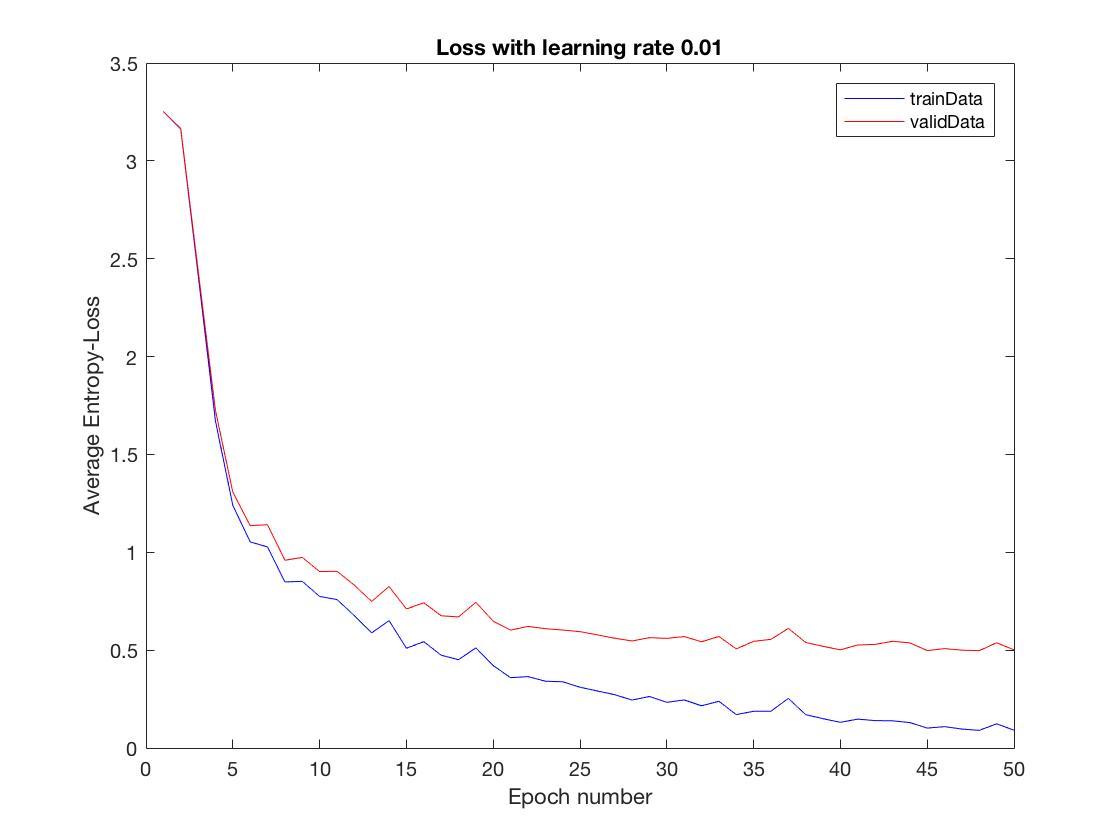 Loss with learning rate 0.01
3.5
3
2.5
2
1.5
1
0.5
0
Average Entropy-Loss
trainData
validData
0 5 10 15 20 25 30 35 40 45 50
Epoch number